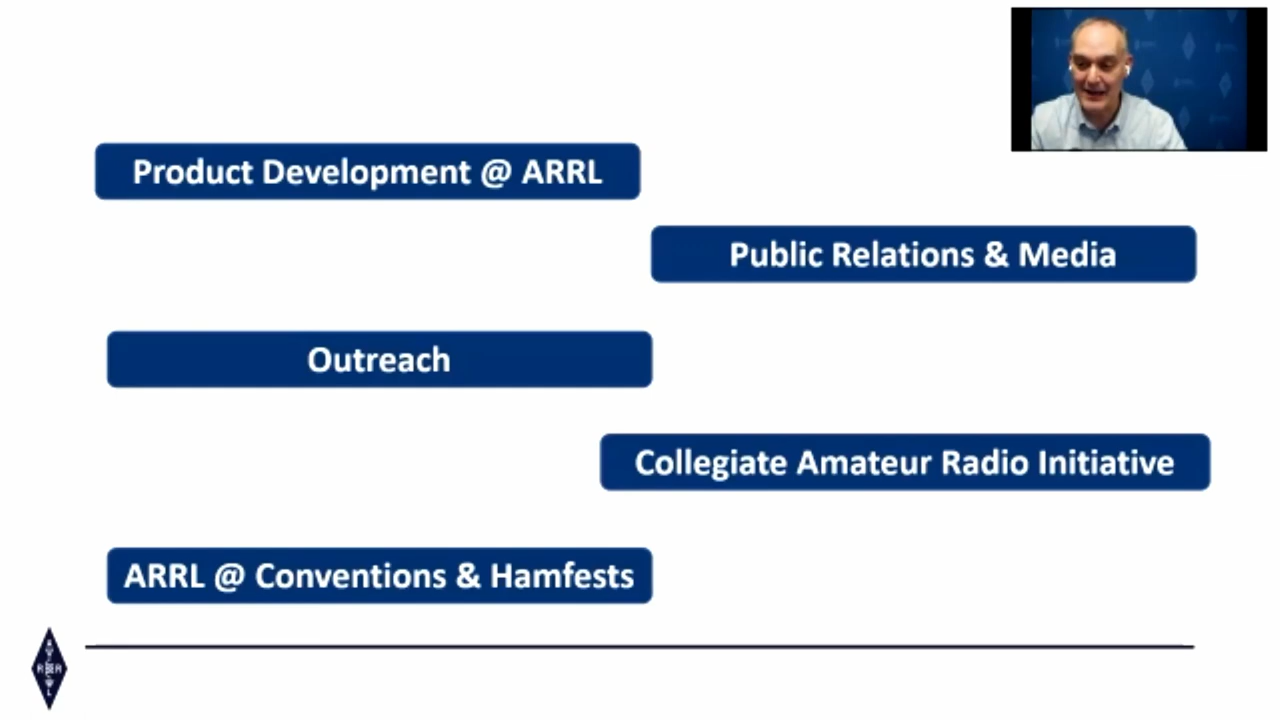 Product Development @ ARRL
Public Relations & Media
Outreach
Collegiate Amateur Radio Initiative
ARRL @ Conventions & Hamfests